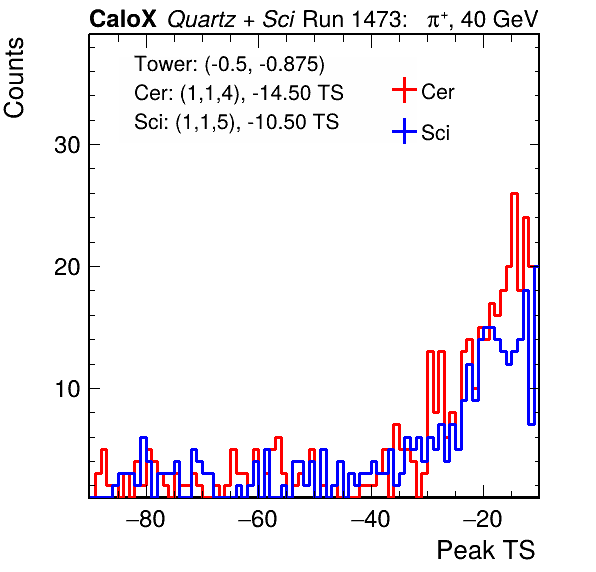 CaloX Quartz + Sci Run 1473: π+, 40 GeV
Counts
Tower: (-0.5, -0.875)
Cer: (1,1,4), -14.50 TS
Sci: (1,1,5), -10.50 TS
Cer
Sci
30
20
10
−80 −60 −40 −20
Peak TS